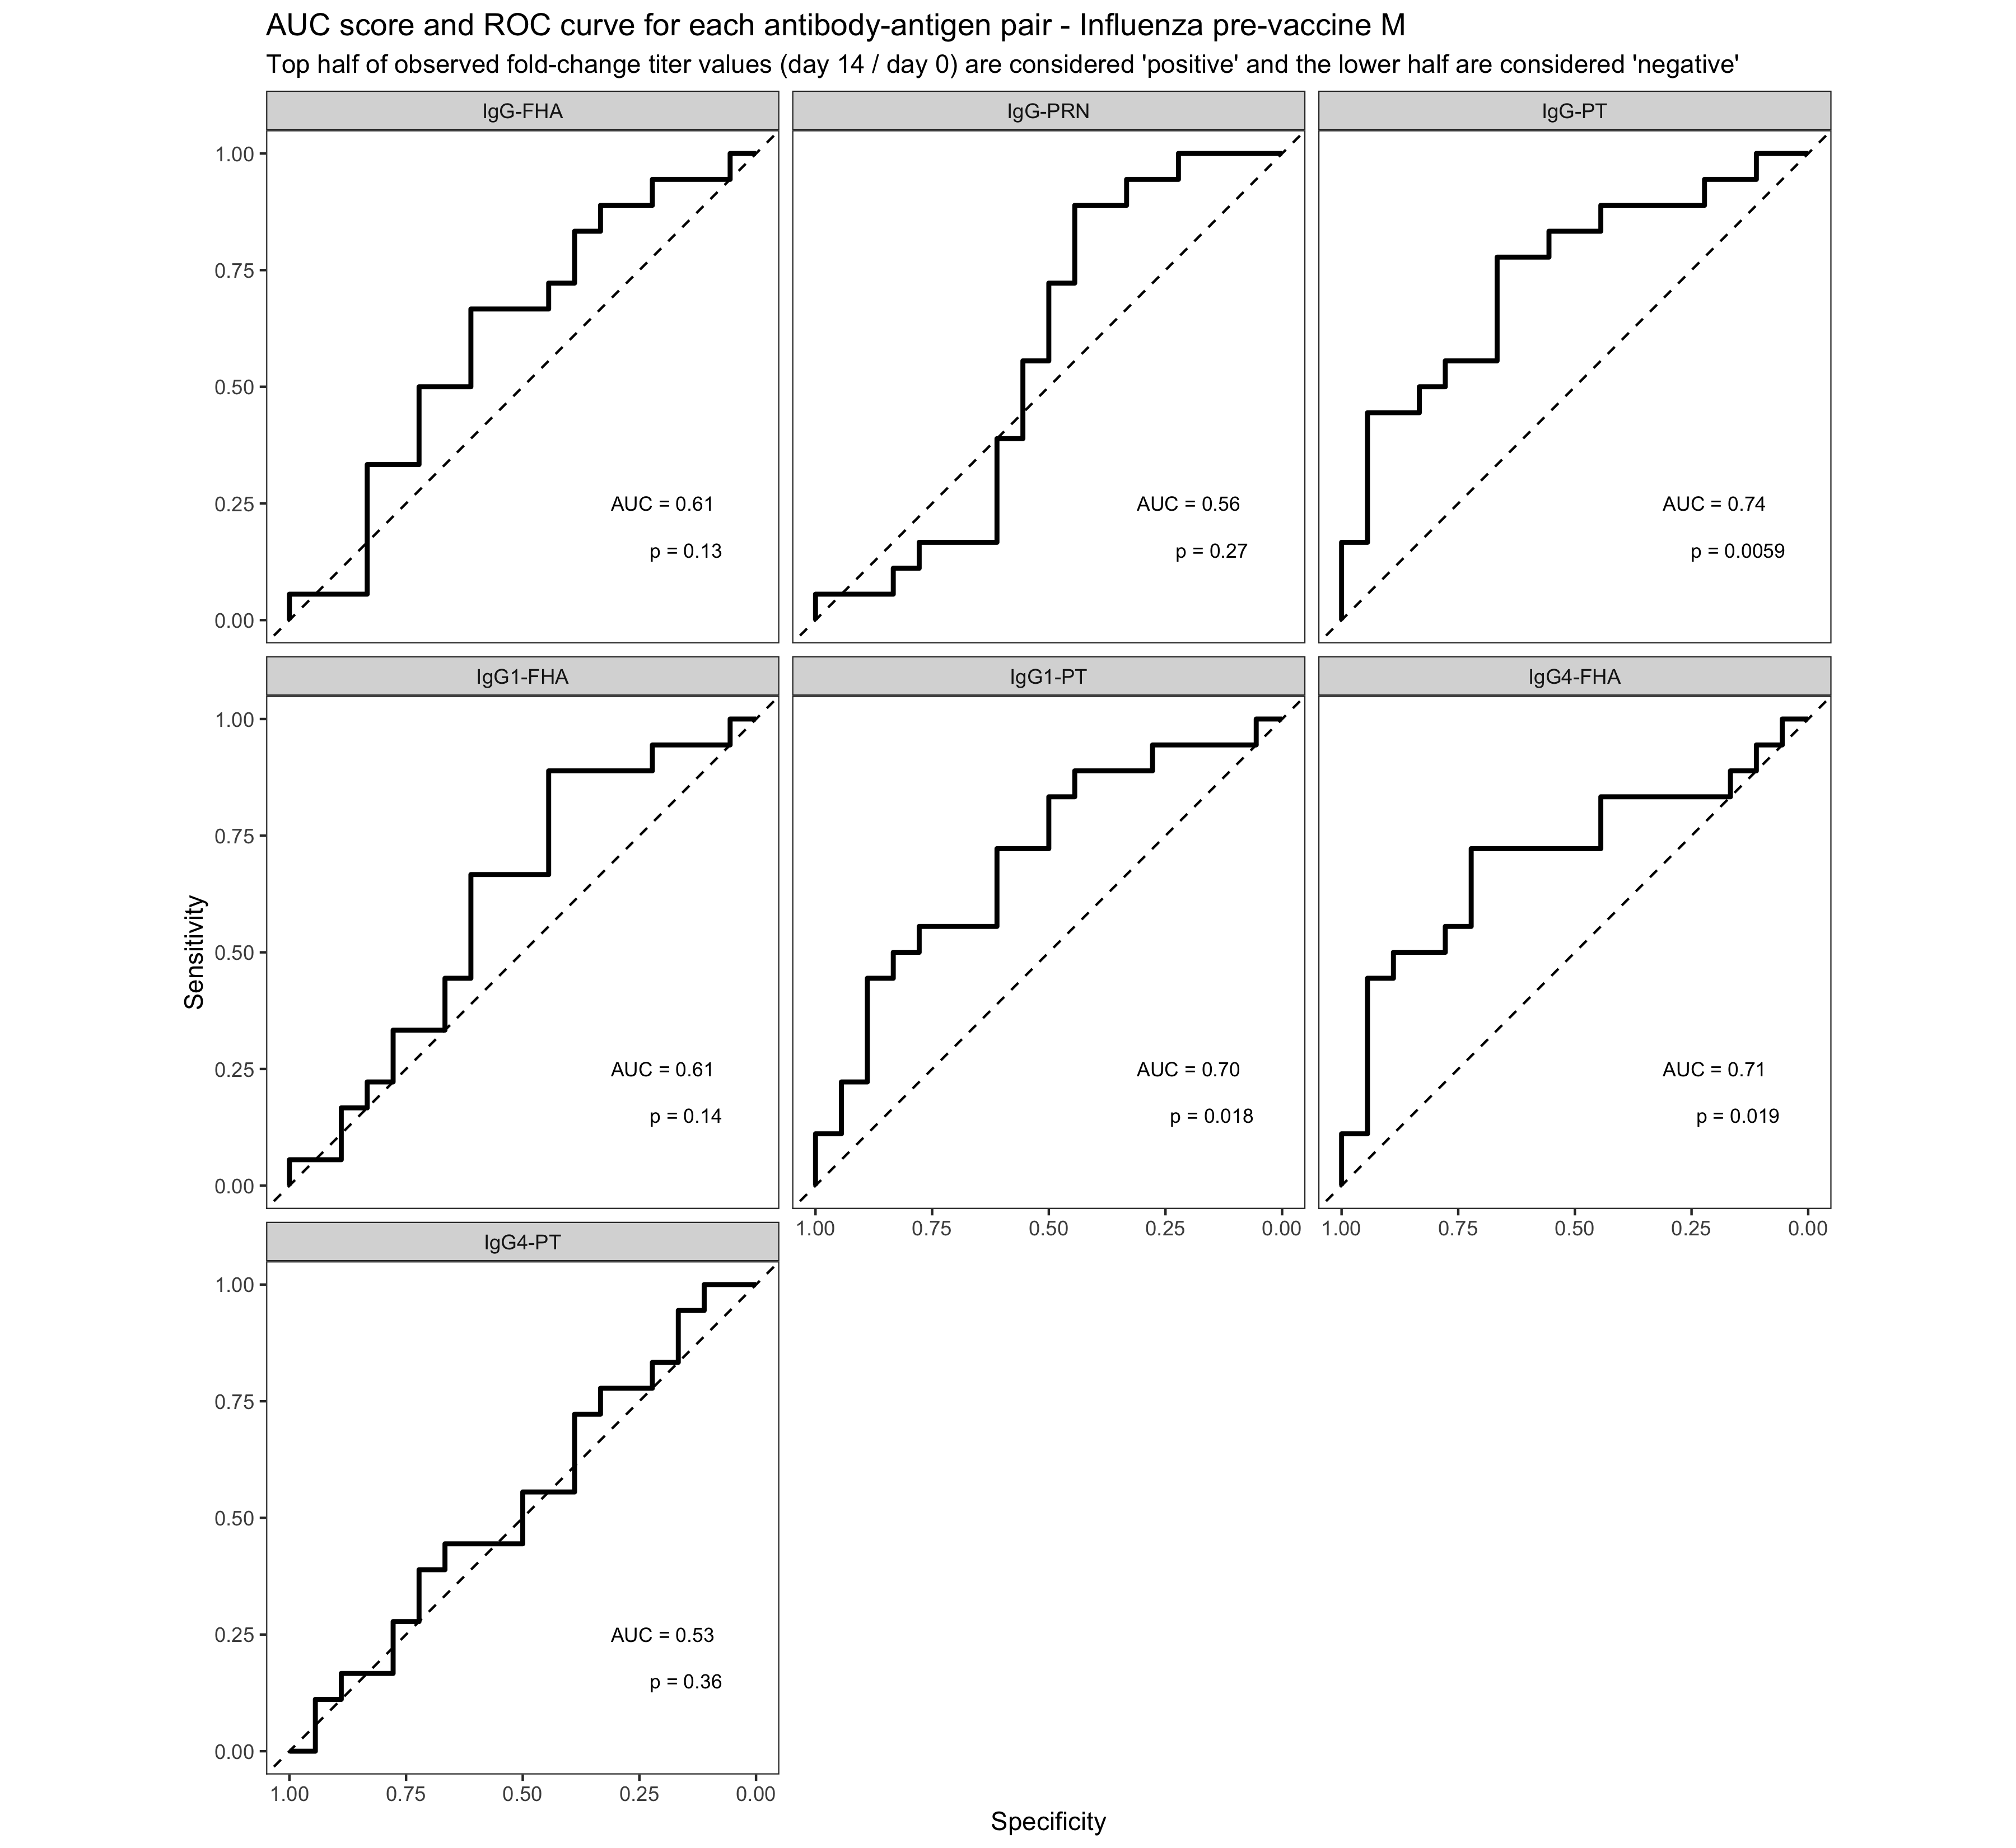 AUC score and ROC curve for each antibody-antigen pair - Influenza pre-vaccine M
Top half of observed fold-change titer values (day 14 / day 0) are considered 'positive' and the lower half are considered 'negative'
IgG-FHA
IgG-PRN
IgG-PT
1.00
0.75
0.50
0.25
0.00
AUC = 0.61
p = 0.13
AUC = 0.56
p = 0.27
AUC = 0.74
p = 0.0059
IgG1-FHA
IgG1-PT
IgG4-FHA
1.00
0.75
0.50
0.25
0.00
Sensitivity
AUC = 0.61
p = 0.14
AUC = 0.70
p = 0.018
AUC = 0.71
p = 0.019
1.00 0.75 0.50 0.25 0.00
1.00 0.75 0.50 0.25 0.00
IgG4-PT
1.00
0.75
0.50
0.25
0.00
AUC = 0.53
p = 0.36
1.00 0.75 0.50 0.25 0.00
Specificity